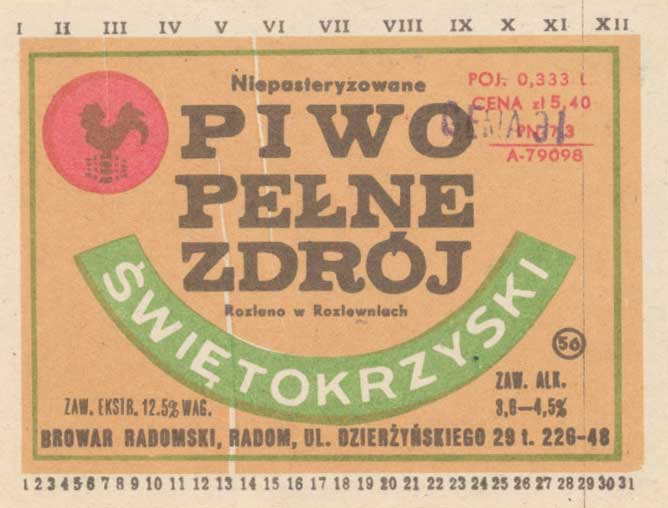 I II III IV V VI VII VIII IX X XI XII
Niepasteryzowane
PIWO
PEŁNE
ZDRÓJ
Rozlano w Rozlewniach
POJ. 0,333 l.
CENA zł 5,40
PN-73
A-79098
ŚWIĘTOKRZYSKI
56
ZAW. EKSTR. 12.5% WAG.
ZAW. ALK.
3,6—4,5%
BROWAR RADOMSKI, RADOM, UL. DZIERŻYŃSKIEGO 29 t. 226-48
1 2 3 4 5 6 7 8 9 10 11 12 13 14 15 16 17 18 19 20 21 22 23 24 25 26 27 28 29 30 31